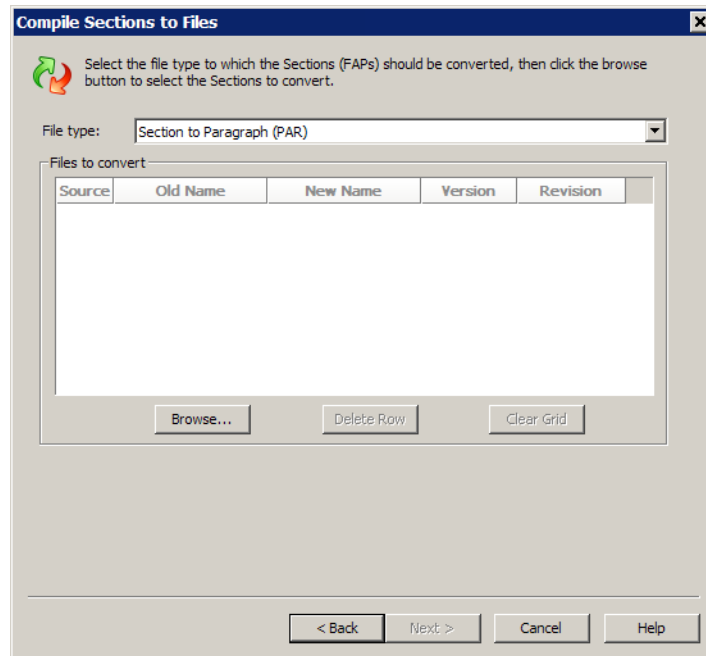 Compile Sections to Files
Select the file type to which the Sections (FAPs) should be converted, then click the browse
button to select the Sections to convert.
File type: Section to Paragraph (PAR)
Files to convert
Source Old Name New Name Version Revision
Browse... Delete Row Clear Grid
< Back Next > Cancel Help